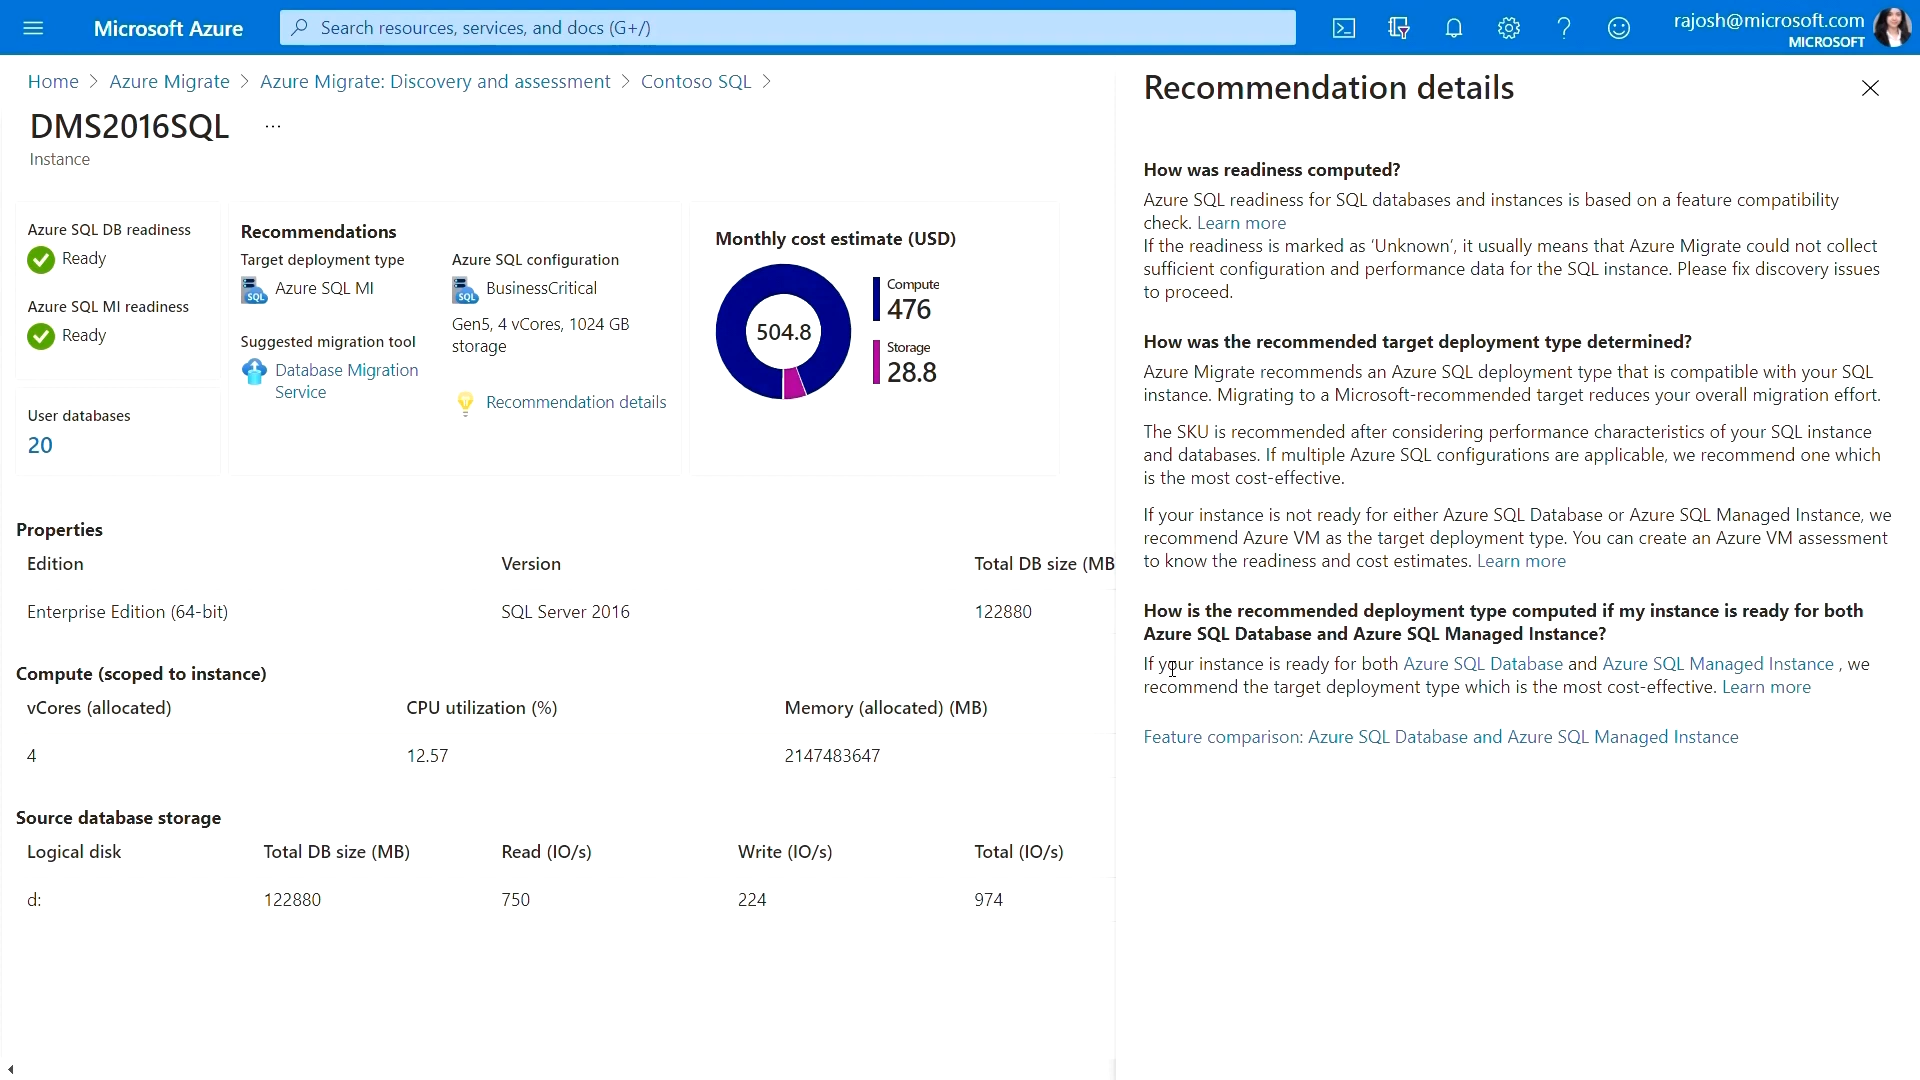 Microsoft Azure
Search resources, services, and docs (G+/)
rajosh@microsoft.com
MICROSOFT
Home > Azure Migrate > Azure Migrate: Discovery and assessment > Contoso SQL >
DMS2016SQL ...
Instance
Azure SQL DB readiness
Ready
Azure SQL MI readiness
Ready
User databases
20
Recommendations
Target deployment type
SQL
Azure SQL MI
Suggested migration tool
Database Migration
Service
Azure SQL configuration
SQL
BusinessCritical
Gen5, 4 vCores, 1024 GB
storage
Recommendation details
Monthly cost estimate (USD)
504.8
Compute
476
Storage
28.8
Properties
Edition Version Total DB size (MB
Enterprise Edition (64-bit) SQL Server 2016 122880
Compute (scoped to instance)
vCores (allocated) CPU utilization (%) Memory (allocated) (MB)
4 12.57 2147483647
Source database storage
Logical disk Total DB size (MB) Read (IO/s) Write (IO/s) Total (IO/s)
d: 122880 750 224 974
Recommendation details
How was readiness computed?
Azure SQL readiness for SQL databases and instances is based on a feature compatibility
check. Learn more
If the readiness is marked as ‘Unknown’, it usually means that Azure Migrate could not collect
sufficient configuration and performance data for the SQL instance. Please fix discovery issues
to proceed.
How was the recommended target deployment type determined?
Azure Migrate recommends an Azure SQL deployment type that is compatible with your SQL
instance. Migrating to a Microsoft-recommended target reduces your overall migration effort.
The SKU is recommended after considering performance characteristics of your SQL instance
and databases. If multiple Azure SQL configurations are applicable, we recommend one which
is the most cost-effective.
If your instance is not ready for either Azure SQL Database or Azure SQL Managed Instance, we
recommend Azure VM as the target deployment type. You can create an Azure VM assessment
to know the readiness and cost estimates. Learn more
How is the recommended deployment type computed if my instance is ready for both
Azure SQL Database and Azure SQL Managed Instance?
If your instance is ready for both Azure SQL Database and Azure SQL Managed Instance , we
recommend the target deployment type which is the most cost-effective. Learn more
Feature comparison: Azure SQL Database and Azure SQL Managed Instance